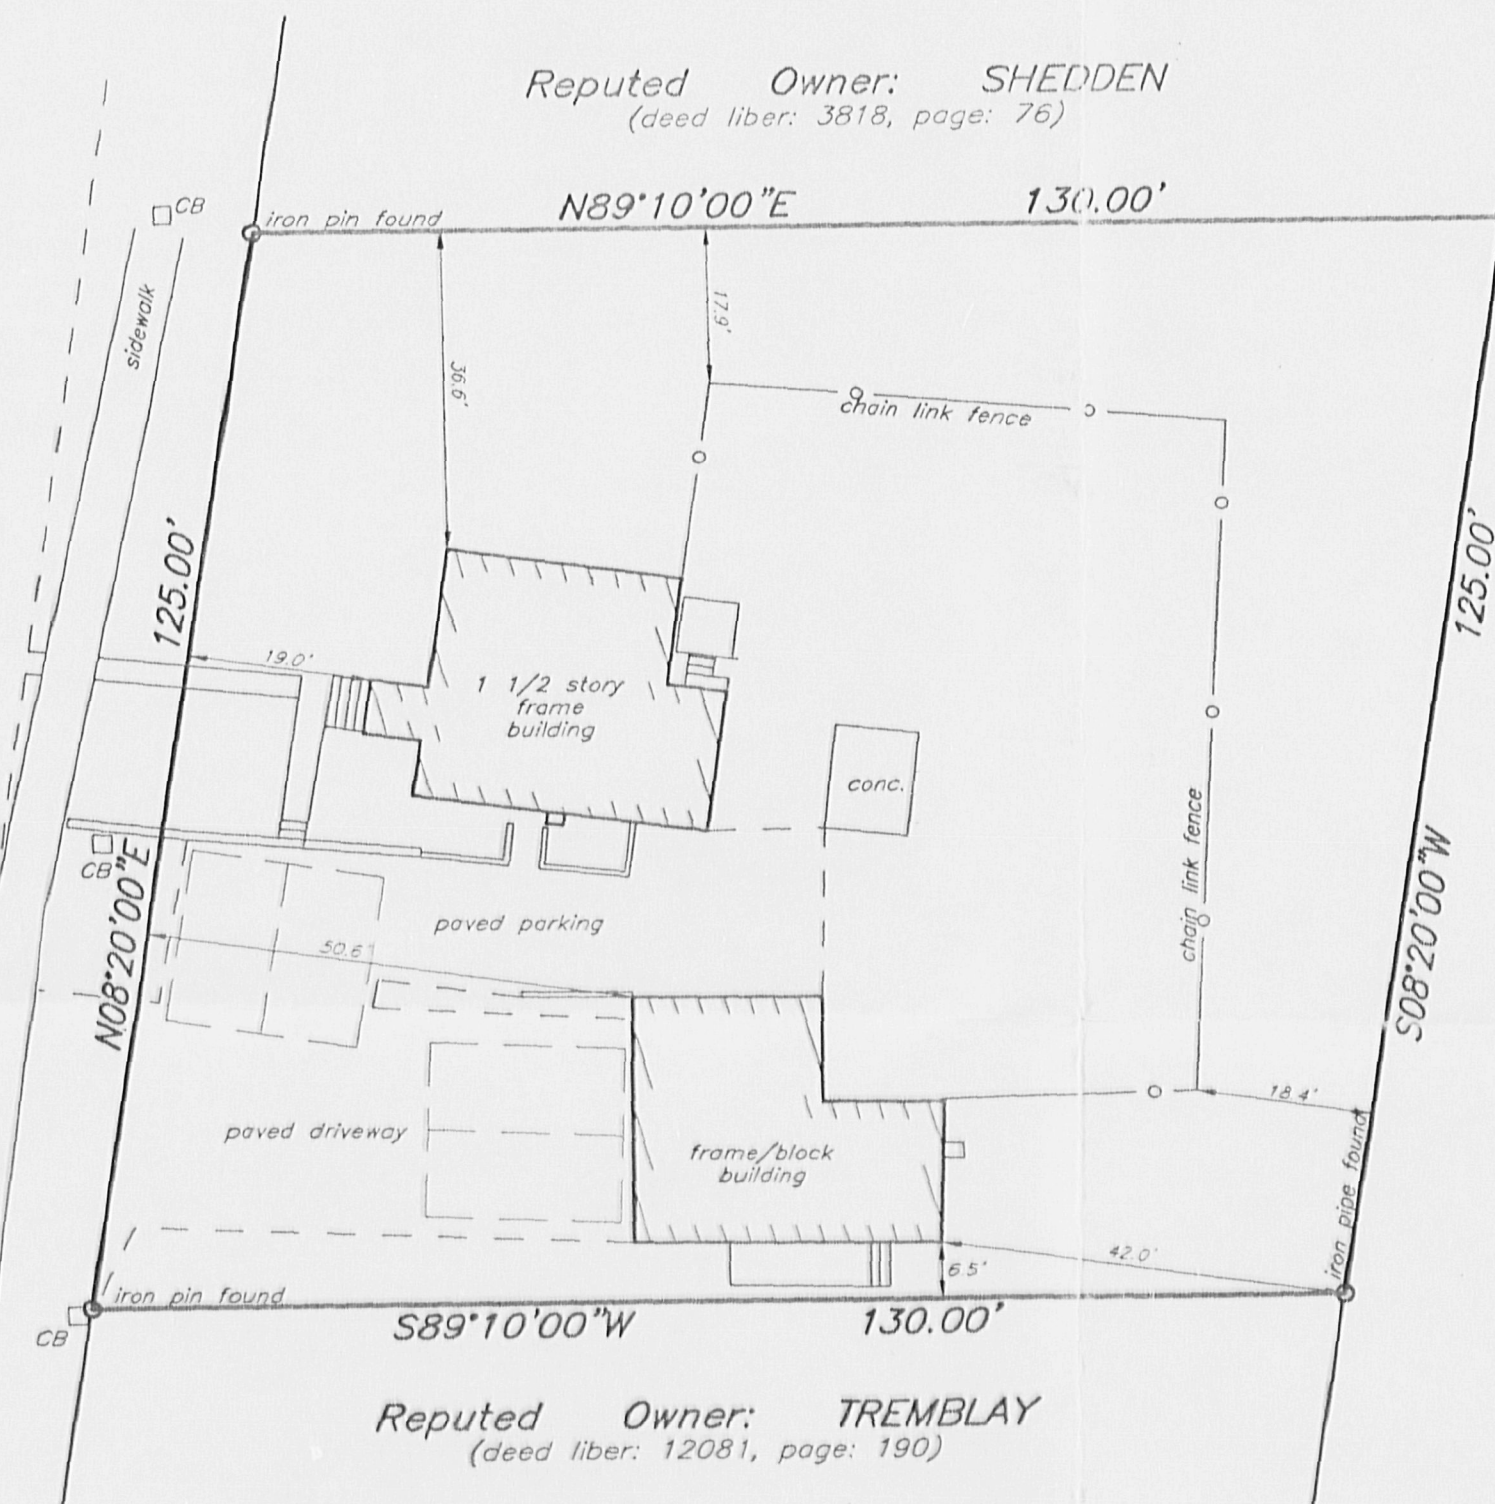 Reputed Owner: SHEDDEN
(deed liber: 3818, page: 76)
N89°10'00"E 130.00'
CB
iron pin found
sidewalk
17.9'
36.6'
chain link fence
125.00'
125.00'
19.0'
1 1/2 story
frame
building
conc.
chain link fence
CB
N08°20'00"E
S08°20'00"W
paved parking
50.6'
18.4'
paved driveway
frame/block
building
iron pipe found
42.0'
6.5'
iron pin found
CB
S89°10'00"W 130.00'
Reputed Owner: TREMBLAY
(deed liber: 12081, page: 190)